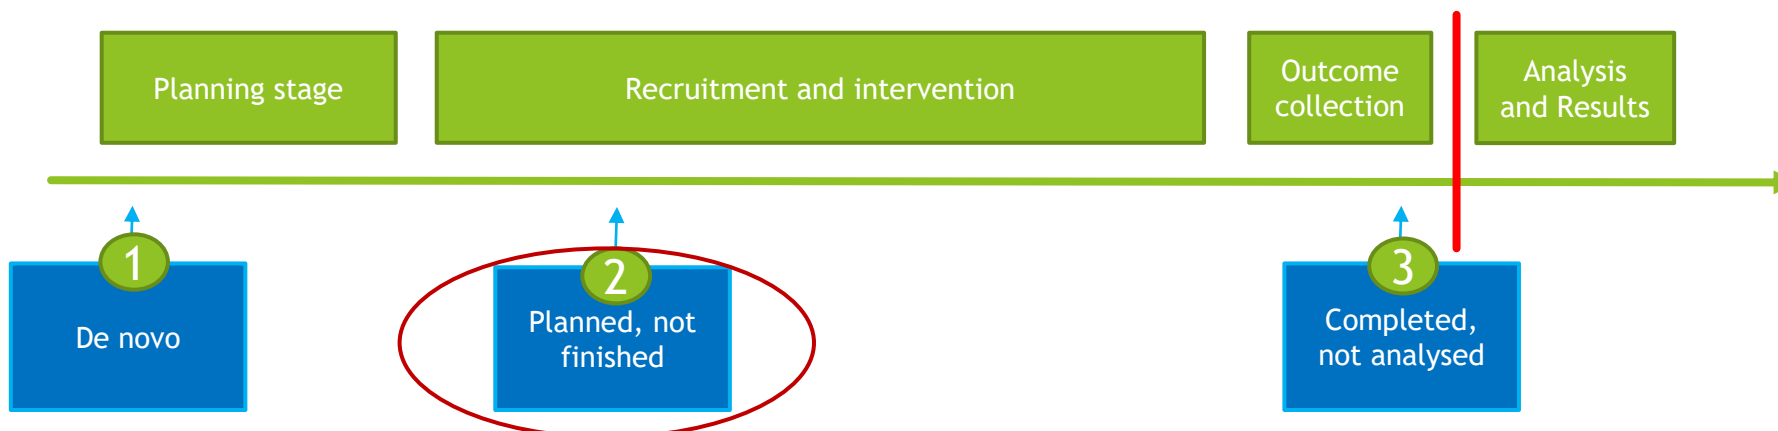 Planning stage
Recruitment and intervention
Outcome
collection
Analysis
and Results
1
De novo
2
Planned, not
finished
3
Completed,
not analysed